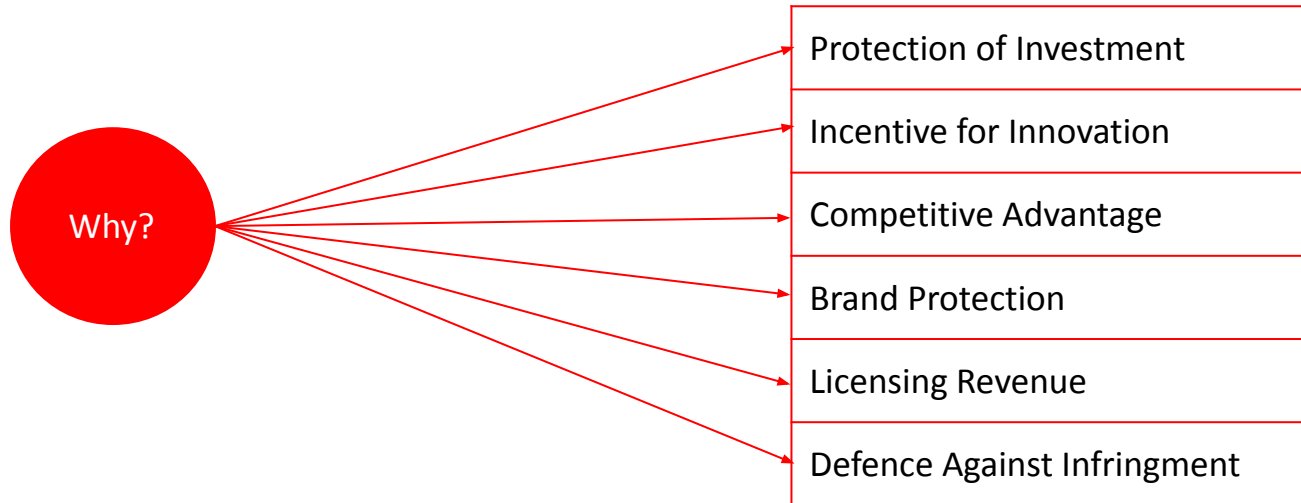 Why?
Protection of Investment
Incentive for Innovation
Competitive Advantage
Brand Protection
Licensing Revenue
Defence Against Infringment